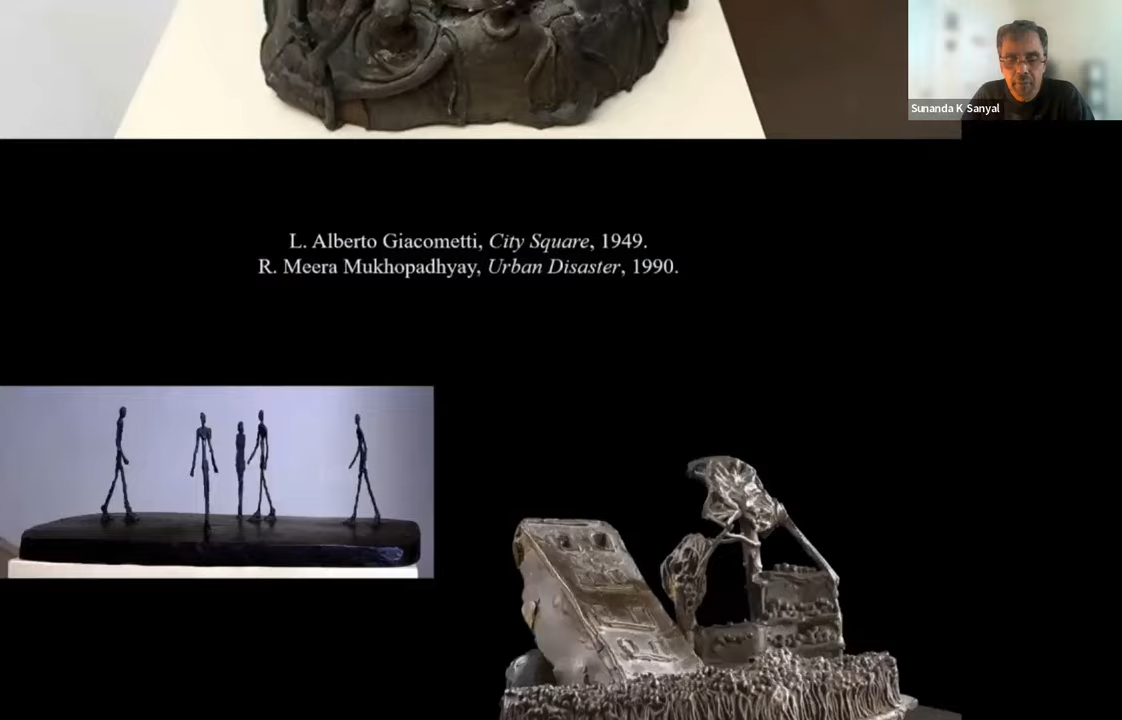 Sunanda K Sanyal
L. Alberto Giacometti, City Square, 1949.
R. Meera Mukhopadhyay, Urban Disaster, 1990.